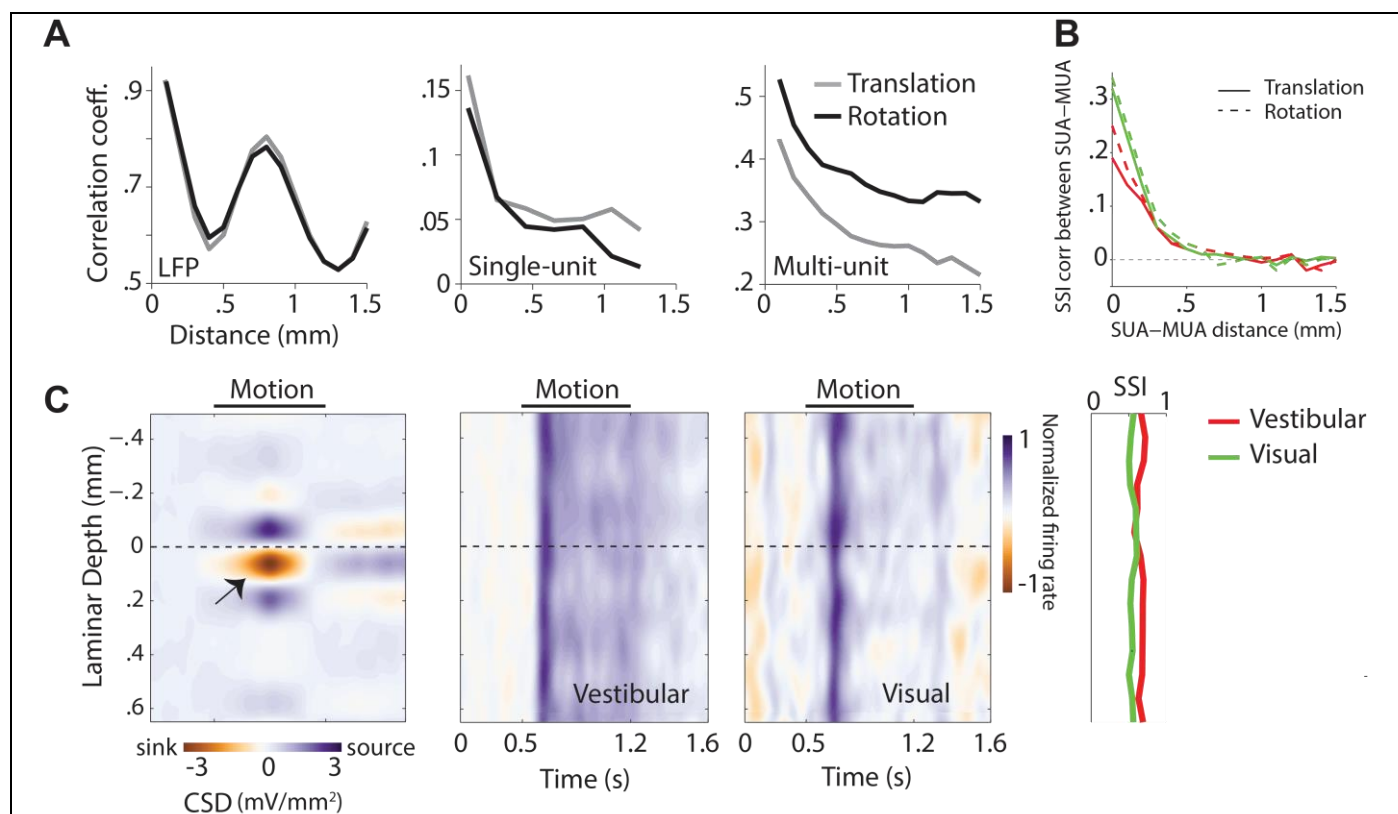 A
B
Correlation coeff.
.9
.7
.5
LFP
0
.5
1
1.5
Distance (mm)
.15
.1
.05
0
Single-unit
0
.5
1
1.5
.5
.4
.3
.2
Translation
Rotation
Multi-unit
0
.5
1
1.5
SSI corr between SUA–MUA
.3
.2
.1
0
Translation
Rotation
0
.5
1
1.5
SUA–MUA distance (mm)
C
Motion
Laminar Depth (mm)
-.4
-.2
0
.2
.4
.6
sink
source
-3
0
3
CSD (mV/mm²)
Motion
Vestibular
0
0.5
1.2
1.6
Time (s)
Motion
Visual
0
0.5
1.2
1.6
Time (s)
1
-1
Normalized firing rate
SSI
0
1
Vestibular
Visual